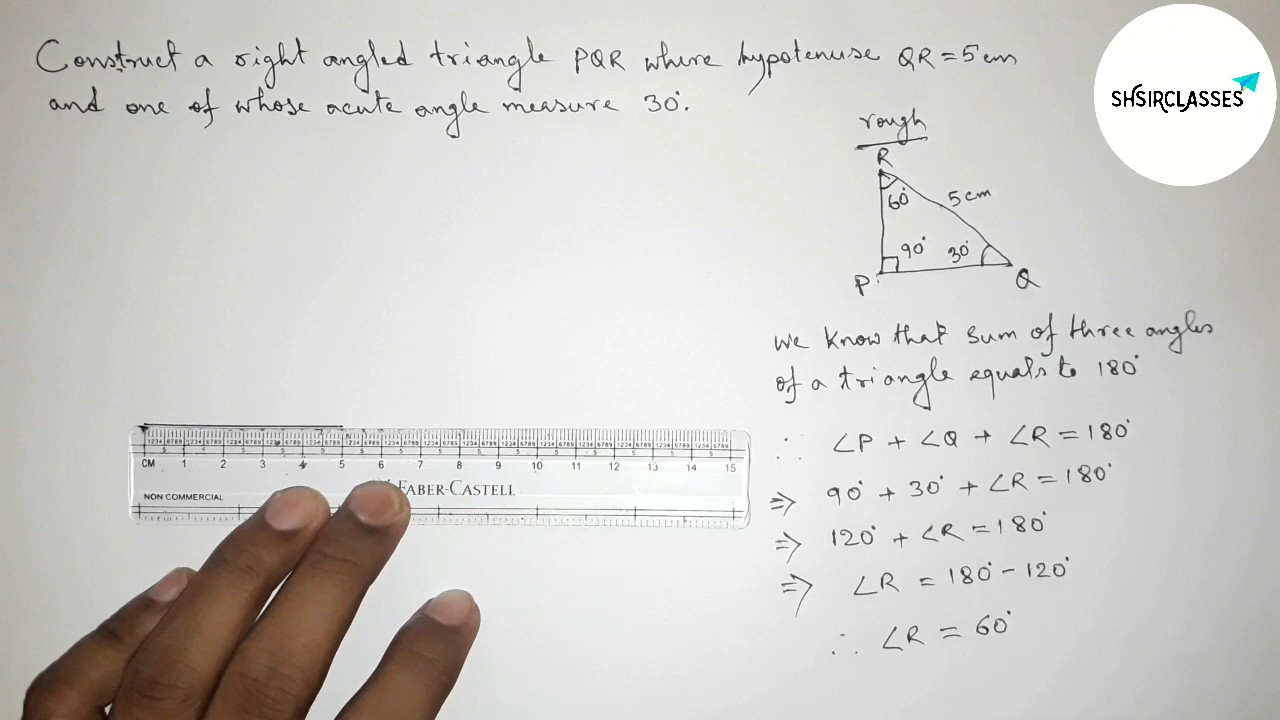 Construct a right angled triangle PQR where hypotenuse QR = 5 cm
and one of whose acute angle measure 30°.
SHSIRCLASSES
rough
R
60°
5 cm
90°
30°
P
Q
we know that sum of three angles
of a triangle equals to 180°
∴ ∠P + ∠Q + ∠R = 180°
⇒ 90° + 30° + ∠R = 180°
⇒ 120° + ∠R = 180°
⇒ ∠R = 180° - 120°
∴ ∠R = 60°
CM 1 2 3 4 5 6 7 8 9 10 11 12 13 14 15
FABER-CASTELL
NON COMMERCIAL